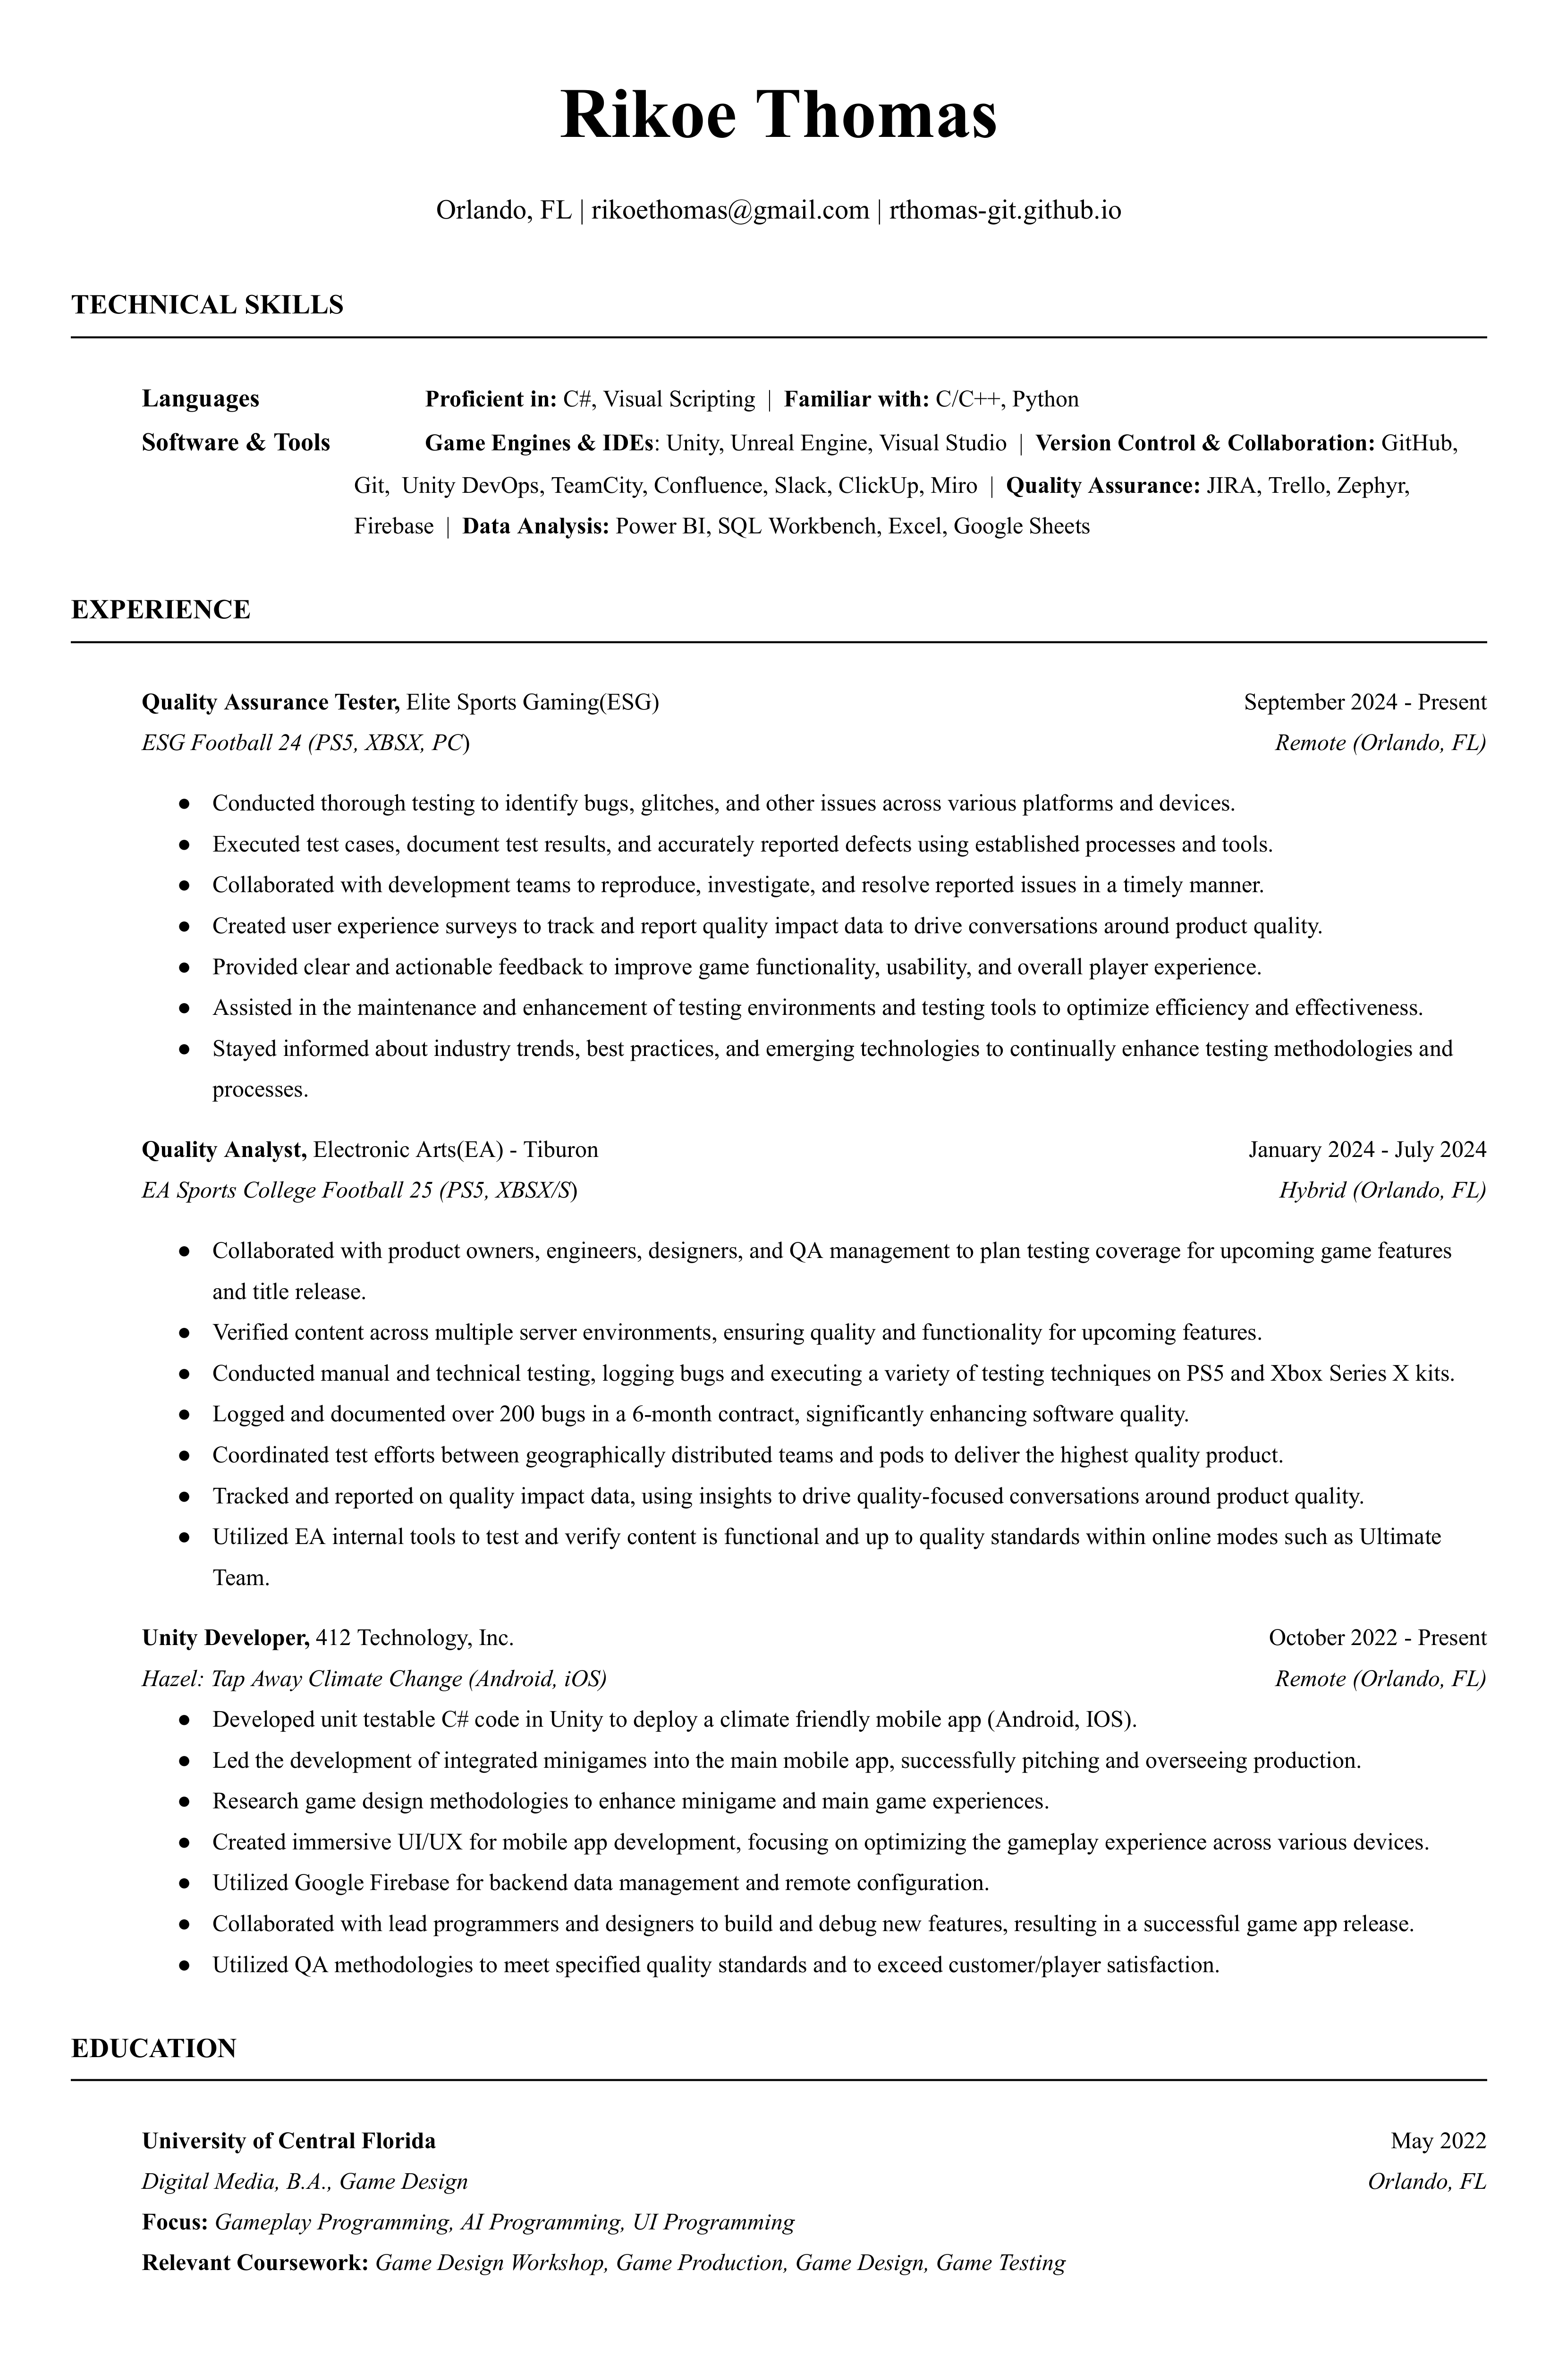 Rikoe Thomas
Orlando, FL | rikoethomas@gmail.com | rthomas-git.github.io
TECHNICAL SKILLS
Languages Proficient in: C#, Visual Scripting | Familiar with: C/C++, Python
Software & Tools Game Engines & IDEs: Unity, Unreal Engine, Visual Studio | Version Control & Collaboration: GitHub,
Git, Unity DevOps, TeamCity, Confluence, Slack, ClickUp, Miro | Quality Assurance: JIRA, Trello, Zephyr,
Firebase | Data Analysis: Power BI, SQL Workbench, Excel, Google Sheets
EXPERIENCE
Quality Assurance Tester, Elite Sports Gaming(ESG) September 2024 - Present
ESG Football 24 (PS5, XBSX, PC) Remote (Orlando, FL)
● Conducted thorough testing to identify bugs, glitches, and other issues across various platforms and devices.
● Executed test cases, document test results, and accurately reported defects using established processes and tools.
● Collaborated with development teams to reproduce, investigate, and resolve reported issues in a timely manner.
● Created user experience surveys to track and report quality impact data to drive conversations around product quality.
● Provided clear and actionable feedback to improve game functionality, usability, and overall player experience.
● Assisted in the maintenance and enhancement of testing environments and testing tools to optimize efficiency and effectiveness.
● Stayed informed about industry trends, best practices, and emerging technologies to continually enhance testing methodologies and
processes.
Quality Analyst, Electronic Arts(EA) - Tiburon January 2024 - July 2024
EA Sports College Football 25 (PS5, XBSX/S) Hybrid (Orlando, FL)
● Collaborated with product owners, engineers, designers, and QA management to plan testing coverage for upcoming game features
and title release.
● Verified content across multiple server environments, ensuring quality and functionality for upcoming features.
● Conducted manual and technical testing, logging bugs and executing a variety of testing techniques on PS5 and Xbox Series X kits.
● Logged and documented over 200 bugs in a 6-month contract, significantly enhancing software quality.
● Coordinated test efforts between geographically distributed teams and pods to deliver the highest quality product.
● Tracked and reported on quality impact data, using insights to drive quality-focused conversations around product quality.
● Utilized EA internal tools to test and verify content is functional and up to quality standards within online modes such as Ultimate
Team.
Unity Developer, 412 Technology, Inc. October 2022 - Present
Hazel: Tap Away Climate Change (Android, iOS) Remote (Orlando, FL)
● Developed unit testable C# code in Unity to deploy a climate friendly mobile app (Android, IOS).
● Led the development of integrated minigames into the main mobile app, successfully pitching and overseeing production.
● Research game design methodologies to enhance minigame and main game experiences.
● Created immersive UI/UX for mobile app development, focusing on optimizing the gameplay experience across various devices.
● Utilized Google Firebase for backend data management and remote configuration.
● Collaborated with lead programmers and designers to build and debug new features, resulting in a successful game app release.
● Utilized QA methodologies to meet specified quality standards and to exceed customer/player satisfaction.
EDUCATION
University of Central Florida May 2022
Digital Media, B.A., Game Design Orlando, FL
Focus: Gameplay Programming, AI Programming, UI Programming
Relevant Coursework: Game Design Workshop, Game Production, Game Design, Game Testing